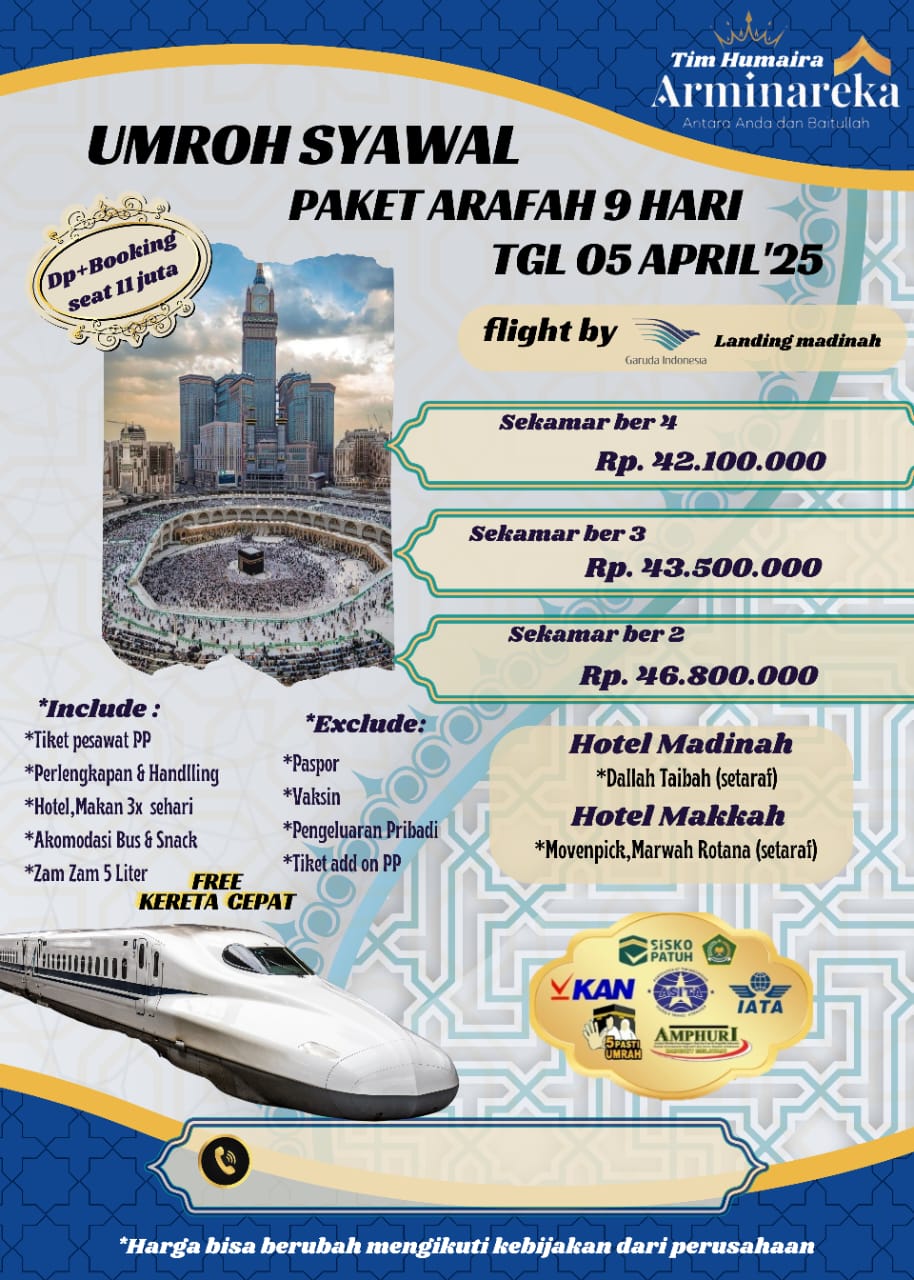 Tim Humaira
Arminareka
Antara Anda dan Baitullah
UMROH SYAWAL
PAKET ARAFAH 9 HARI
TGL 05 APRIL'25
Dp+Booking
seat 11 juta
flight by
Garuda Indonesia
Landing madinah
Sekamar ber 4
Rp. 42.100.000
Sekamar ber 3
Rp. 43.500.000
Sekamar ber 2
Rp. 46.800.000
*Include :
*Tiket pesawat PP
*Perlengkapan & Handlling
*Hotel,Makan 3x sehari
*Akomodasi Bus & Snack
*Zam Zam 5 Liter
*Exclude:
*Paspor
*Vaksin
*Pengeluaran Pribadi
*Tiket add on PP
Hotel Madinah
*Dallah Taibah (setaraf)
Hotel Makkah
*Movenpick,Marwah Rotana (setaraf)
FREE
KERETA CEPAT
SiSKO
PATUH
KAN
ASITA
IATA
5 PASTI
UMRAH
AMPHURI
*Harga bisa berubah mengikuti kebijakan dari perusahaan